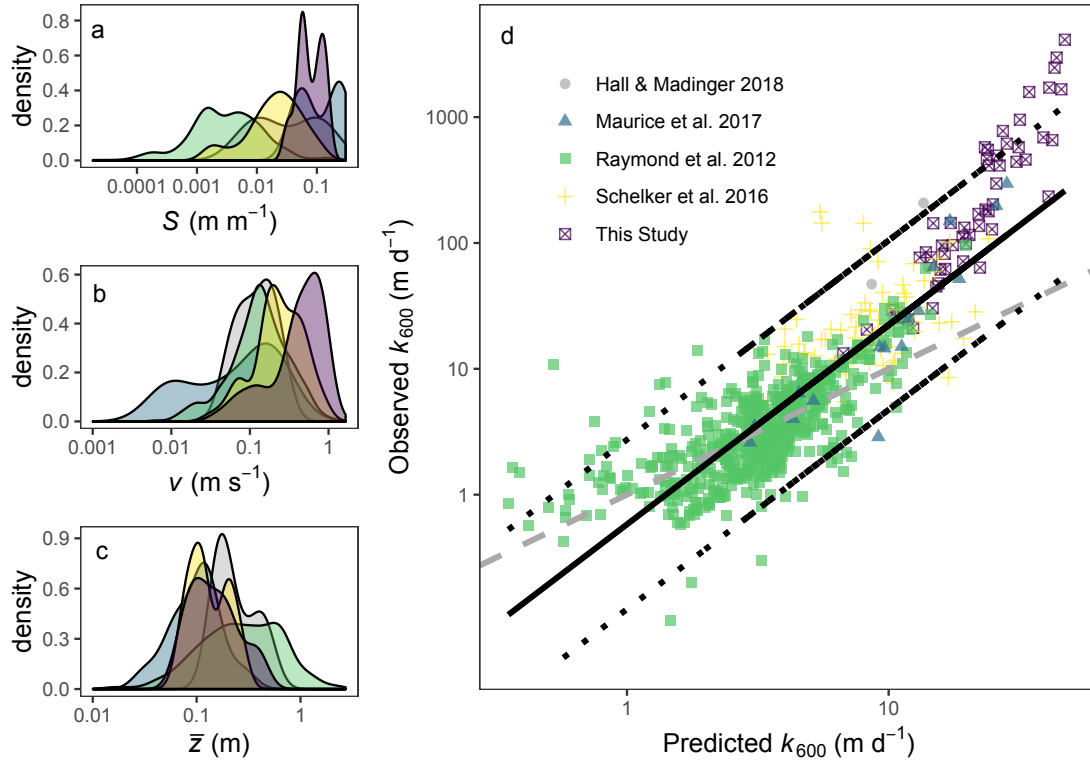 a
density
0.8
0.6
0.4
0.2
0.0
0.0001
0.001
0.01
0.1
S (m m⁻¹)
b
density
0.6
0.4
0.2
0.0
0.001
0.01
0.1
1
v (m s⁻¹)
c
density
0.9
0.6
0.3
0.0
0.01
0.1
1
z̅ (m)
d
Observed k₆₀₀ (m d⁻¹)
1000
100
10
1
Hall & Madinger 2018
Maurice et al. 2017
Raymond et al. 2012
Schelker et al. 2016
This Study
1
10
Predicted k₆₀₀ (m d⁻¹)